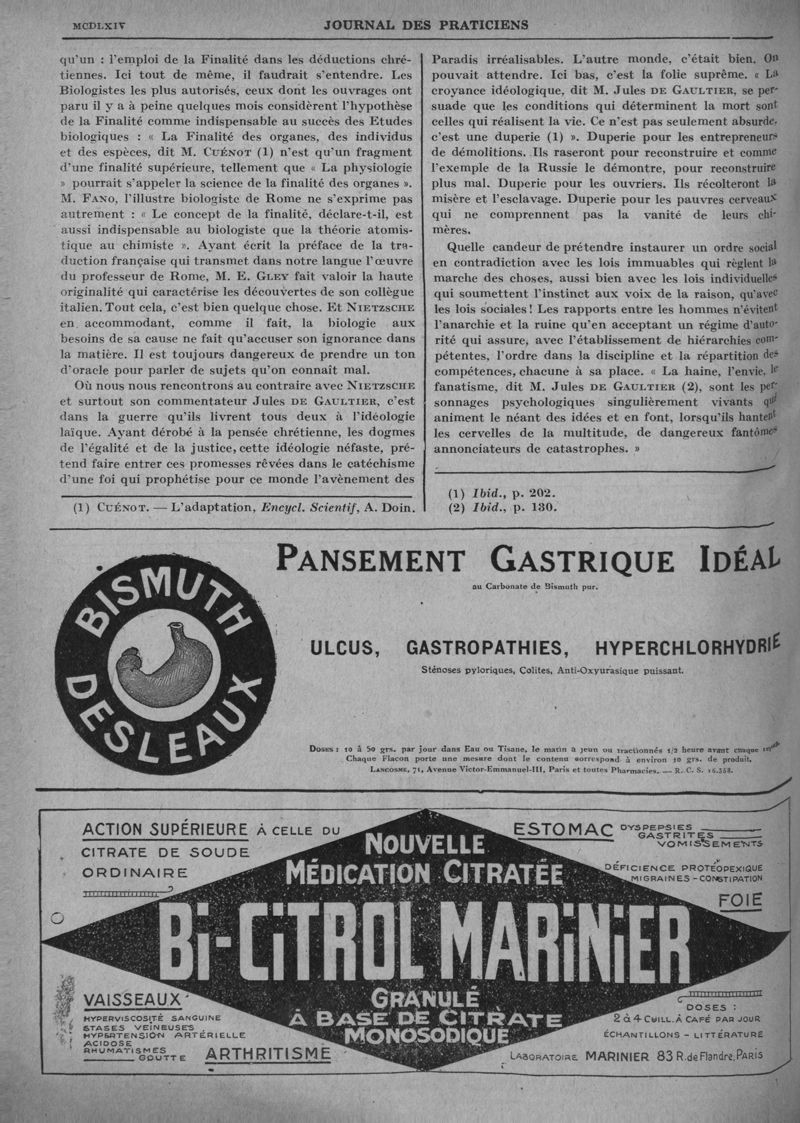 MCDLXIV
JOURNAL DES PRATICIENS
qu'un : l'emploi de la Finalité dans les déductions chré-
tiennes. Ici tout de même, il faudrait s'entendre. Les
Biologistes les plus autorisés, ceux dont les ouvrages ont
paru il y a à peine quelques mois considèrent l'hypothèse
de la Finalité comme indispensable au succès des Etudes
biologiques : « La Finalité des organes, des individus
et des espèces, dit M. CUÉNOT (1) n'est qu'un fragment
d'une finalité supérieure, tellement que « La physiologie
» pourrait s'appeler la science de la finalité des organes ».
M. FANO, l'illustre biologiste de Rome ne s'exprime pas
autrement : « Le concept de la finalité, déclare-t-il, est
aussi indispensable au biologiste que la théorie atomis-
tique au chimiste ». Ayant écrit la préface de la tra-
duction française qui transmet dans notre langue l'œuvre
du professeur de Rome, M. E. GLEY fait valoir la haute
originalité qui caractérise les découvertes de son collègue
italien. Tout cela, c'est bien quelque chose. Et NIETZSCHE
en accommodant, comme il fait, la biologie aux
besoins de sa cause ne fait qu'accuser son ignorance dans
la matière. Il est toujours dangereux de prendre un ton
d'oracle pour parler de sujets qu'on connait mal.
Où nous nous rencontrons au contraire avec NIETZSCHE
et surtout son commentateur Jules DE GAULTIER, c'est
dans la guerre qu'ils livrent tous deux à l'idéologie
laïque. Ayant dérobé à la pensée chrétienne, les dogmes
de l'égalité et de la justice, cette idéologie néfaste, pré-
tend faire entrer ces promesses rêvées dans le catéchisme
d'une foi qui prophétise pour ce monde l'avènement des
(1) CUÉNOT. — L'adaptation, Encycl. Scientif, A. Doin.
Paradis irréalisables. L'autre monde, c'était bien. On
pouvait attendre. Ici bas, c'est la folie suprême. « La
croyance idéologique, dit M. Jules DE GAULTIER, se per-
suade que les conditions qui déterminent la mort sont
celles qui réalisent la vie. Ce n'est pas seulement absurde,
c'est une duperie (1) ». Duperie pour les entrepreneurs
de démolitions. Ils raseront pour reconstruire et comme
l'exemple de la Russie le démontre, pour reconstruire
plus mal. Duperie pour les ouvriers. Ils récolteront la
misère et l'esclavage. Duperie pour les pauvres cerveaux
qui ne comprennent pas la vanité de leurs chi-
mères.
Quelle candeur de prétendre instaurer un ordre social
en contradiction avec les lois immuables qui règlent la
marche des choses, aussi bien avec les lois individuelles
qui soumettent l'instinct aux voix de la raison, qu'avec
les lois sociales! Les rapports entre les hommes n'évitent
l'anarchie et la ruine qu'en acceptant un régime d'auto-
rité qui assure, avec l'établissement de hiérarchies com-
pétentes, l'ordre dans la discipline et la répartition des
compétences, chacune à sa place. « La haine, l'envie, le
fanatisme, dit M. Jules DE GAULTIER (2), sont les per-
sonnages psychologiques singulièrement vivants qui
animent le néant des idées et en font, lorsqu'ils hantent
les cervelles de la multitude, de dangereux fantômes
annonciateurs de catastrophes. »
(1) Ibid., p. 202.
(2) Ibid., p. 130.
BISMUTH
DESLEAUX
PANSEMENT GASTRIQUE IDÉAL
au Carbonate de Bismuth pur.
ULCUS, GASTROPATHIES, HYPERCHLORHYDRIE
Sténoses pyloriques, Colites, Anti-Oxyurasique puissant.
DOSES : 10 à 50 grs. par jour dans Eau ou Tisane, le matin à jeun ou fractionnés 1/2 heure avant chaque repas
Chaque Flacon porte une mesure dont le contenu correspond à environ 10 grs. de produit.
LANCOSME, 71, Avenue Victor-Emmanuel-III, Paris et toutes Pharmacies. — R. C. S. 16.358.
ACTION SUPÉRIEURE À CELLE DU
CITRATE DE SOUDE
ORDINAIRE
NOUVELLE
MÉDICATION CITRATÉE
ESTOMAC DYSPEPSIES
GASTRITES
VOMISSEMENTS
DÉFICIENCE PROTÉOPEXIQUE
MIGRAINES - CONSTIPATION
FOIE
Bi-CiTROL MARiNiER
GRANULÉ
À BASE DE CITRATE
MONOSODIQUE
VAISSEAUX
HYPERVISCOSITÉ SANGUINE
STASES VEINEUSES
HYPERTENSION ARTÉRIELLE
ACIDOSE
RHUMATISMES
GOUTTE
ARTHRITISME
DOSES :
2 à 4 CUILL. À CAFÉ PAR JOUR
ÉCHANTILLONS - LITTÉRATURE
LABORATOIRE MARINIER 83 R. de Flandre, PARIS